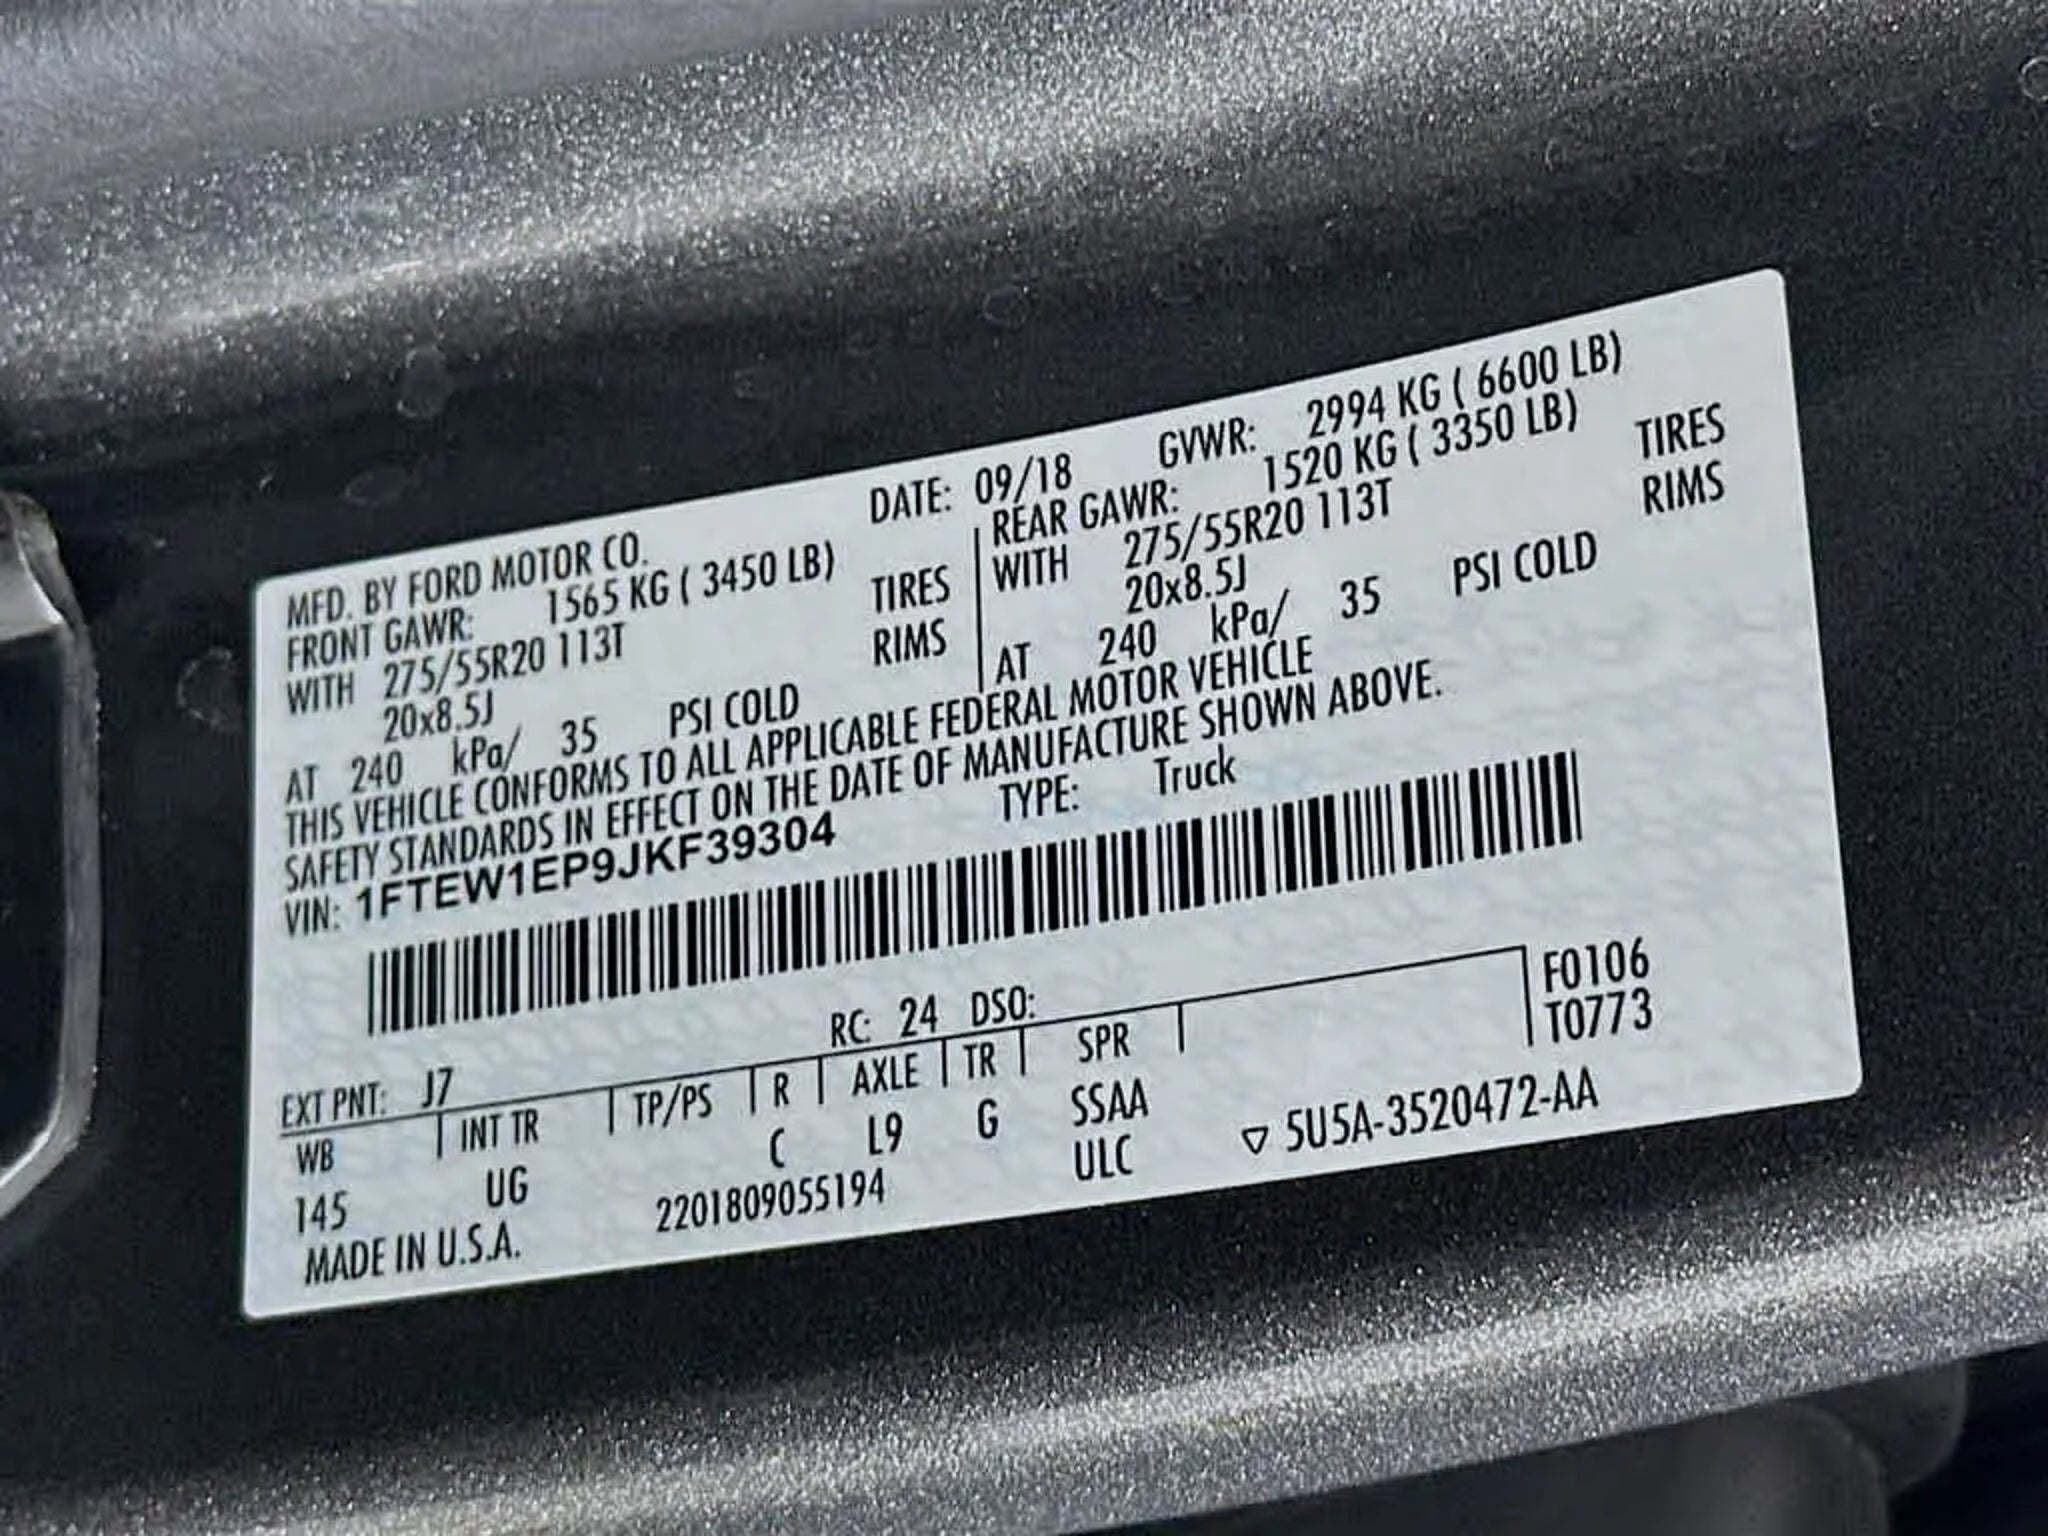 MFD. BY FORD MOTOR CO. DATE: 09/18 GVWR: 2994 KG ( 6600 LB)
FRONT GAWR: 1565 KG ( 3450 LB) REAR GAWR: 1520 KG ( 3350 LB)
WITH 275/55R20 113T TIRES WITH 275/55R20 113T TIRES
20x8.5J RIMS 20x8.5J RIMS
AT 240 kPa/ 35 PSI COLD AT 240 kPa/ 35 PSI COLD
THIS VEHICLE CONFORMS TO ALL APPLICABLE FEDERAL MOTOR VEHICLE
SAFETY STANDARDS IN EFFECT ON THE DATE OF MANUFACTURE SHOWN ABOVE.
VIN: 1FTEW1EP9JKF39304 TYPE: Truck
EXT PNT: J7 RC: 24 DSO: F0106
WB INT TR TP/PS R AXLE TR SPR T0773
145 UG C L9 G SSAA
MADE IN U.S.A. 2201809055194 ULC ▽ 5U5A-3520472-AA